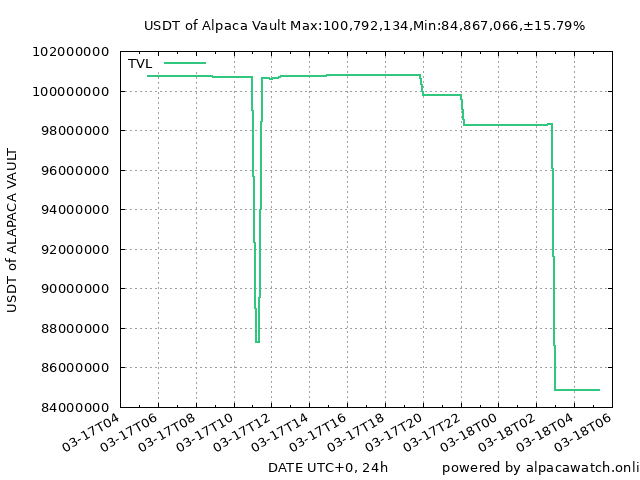 USDT of Alpaca Vault Max:100,792,134,Min:84,867,066,±15.79%
TVL
102000000
100000000
98000000
96000000
94000000
92000000
90000000
88000000
86000000
84000000
USDT of ALAPACA VAULT
03-17T04
03-17T06
03-17T08
03-17T10
03-17T12
03-17T14
03-17T16
03-17T18
03-17T20
03-17T22
03-18T00
03-18T02
03-18T04
03-18T06
DATE UTC+0, 24h
powered by alpacawatch.onli